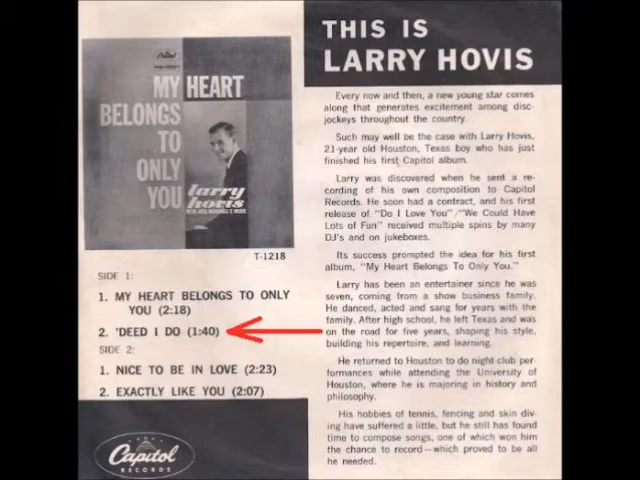 THIS IS
LARRY HOVIS
Capitol
MY HEART
BELONGS
TO
ONLY
YOU
larry
hovis
T-1218
SIDE 1:
1. MY HEART BELONGS TO ONLY
YOU (2:18)
2. 'DEED I DO (1:40)
SIDE 2:
1. NICE TO BE IN LOVE (2:23)
2. EXACTLY LIKE YOU (2:07)
Capitol
RECORDS
Every now and then, a new young star comes
along that generates excitement among disc-
jockeys throughout the country.
Such may well be the case with Larry Hovis,
21-year old Houston, Texas boy who has just
finished his first Capitol album.
Larry was discovered when he sent a re-
cording of his own composition to Capitol
Records. He soon had a contract, and his first
release of "Do I Love You"/"We Could Have
Lots of Fun" received multiple spins by many
DJ's and on jukeboxes.
Its success prompted the idea for his first
album, "My Heart Belongs To Only You."
Larry has been an entertainer since he was
seven, coming from a show business family.
He danced, acted and sang for years with the
family. After high school, he left Texas and was
on the road for five years, shaping his style,
building his repertoire, and learning.
He returned to Houston to do night-club per-
formances while attending the University of
Houston, where he is majoring in history and
philosophy.
His hobbies of tennis, fencing and skin div-
ing have suffered a little, but he still has found
time to compose songs, one of which won him
the chance to record—which proved to be all
he needed.